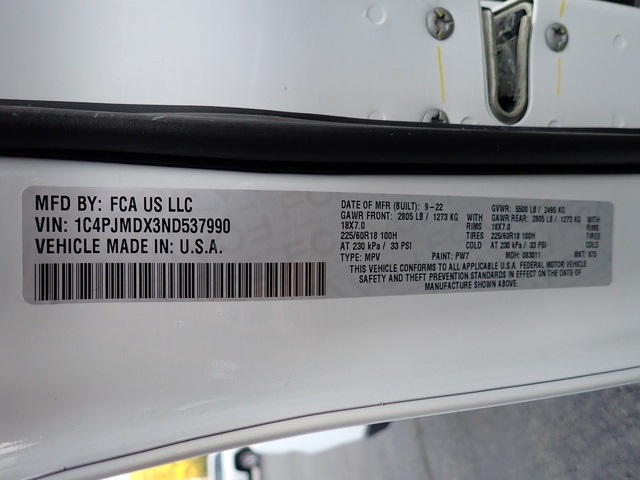 MFD BY: FCA US LLC
VIN: 1C4PJMDX3ND537990
VEHICLE MADE IN: U.S.A.
DATE OF MFR (BUILT): 9-22 GVWR: 5500 LB / 2495 KG
GAWR FRONT: 2805 LB / 1273 KG WITH GAWR REAR: 2805 LB / 1273 KG WITH
18X7.0 RIMS 18X7.0 RIMS
225/60R18 100H TIRES 225/60R18 100H TIRES
AT 230 kPa / 33 PSI COLD AT 230 kPa / 33 PSI COLD
TYPE: MPV PAINT: PW7 MDH: 083011 MKT: 675
THIS VEHICLE CONFORMS TO ALL APPLICABLE U.S.A. FEDERAL MOTOR VEHICLE
SAFETY AND THEFT PREVENTION STANDARDS IN EFFECT ON THE DATE OF
MANUFACTURE SHOWN ABOVE.